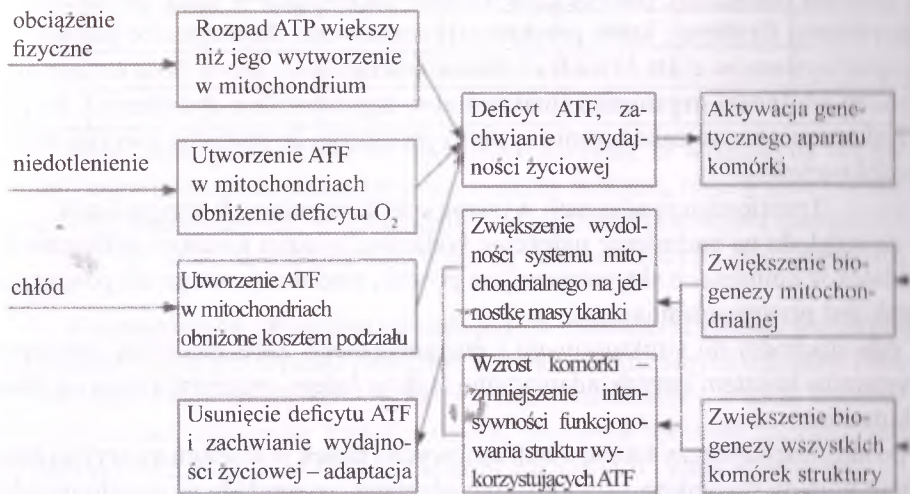 obciążenie
fizyczne
Rozpad ATP większy
niż jego wytworzenie
w mitochondrium
niedotlenienie
Utworzenie ATF
w mitochondriach
obniżenie deficytu O₂
chłód
Utworzenie ATF
w mitochondriach
obniżone kosztem podziału
Usunięcie deficytu ATF
i zachwianie wydajno-
ści życiowej – adaptacja
Deficyt ATF, za-
chwianie wydaj-
ności życiowej
Zwiększenie wydol-
ności systemu mito-
chondrialnego na jed-
nostkę masy tkanki
Wzrost komórki –
zmniejszenie inten-
sywności funkcjono-
wania struktur wy-
korzystujących ATF
Aktywacja gene-
tycznego aparatu
komórki
Zwiększenie bio-
genezy mitochon-
drialnej
Zwiększenie bio-
genezy wszystkich
komórek struktury